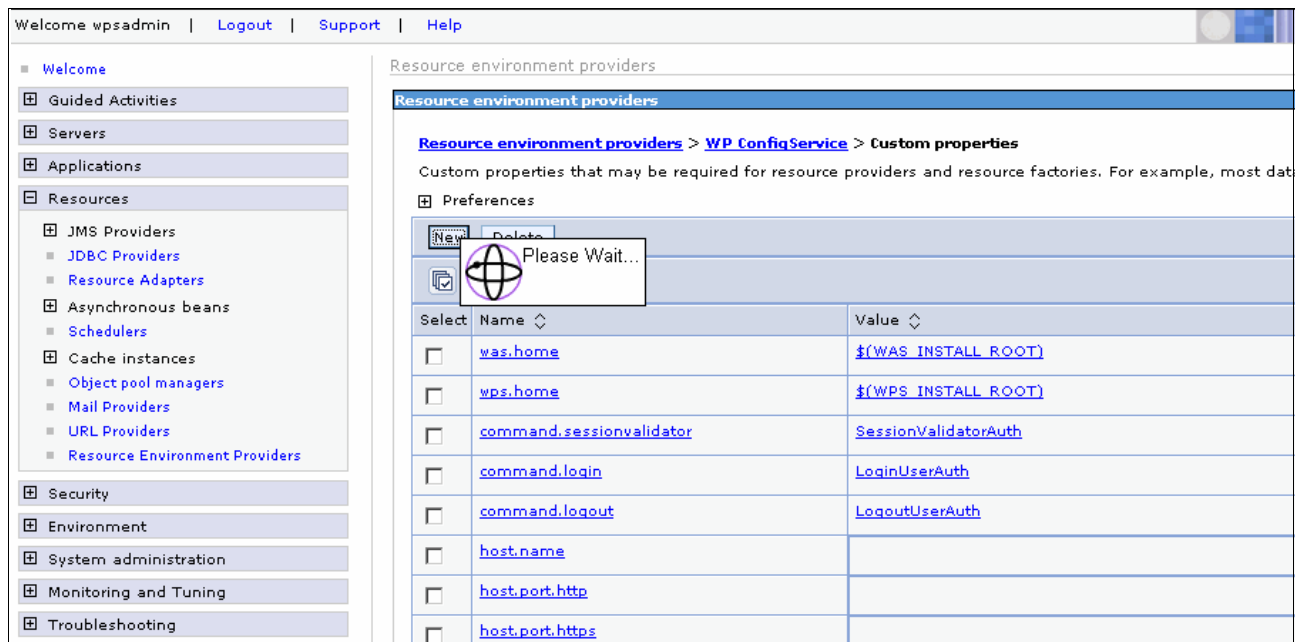 Welcome wpsadmin | Logout | Support | Help
Welcome
Guided Activities
Servers
Applications
Resources
JMS Providers
JDBC Providers
Resource Adapters
Asynchronous beans
Schedulers
Cache instances
Object pool managers
Mail Providers
URL Providers
Resource Environment Providers
Security
Environment
System administration
Monitoring and Tuning
Troubleshooting
Resource environment providers
Resource environment providers
Resource environment providers > WP ConfigService > Custom properties
Custom properties that may be required for resource providers and resource factories. For example, most dat
Preferences
New Delete
Please Wait...
Select Name Value
was.home $(WAS_INSTALL_ROOT)
wps.home $(WPS_INSTALL_ROOT)
command.sessionvalidator SessionValidatorAuth
command.login LoginUserAuth
command.logout LogoutUserAuth
host.name
host.port.http
host.port.https